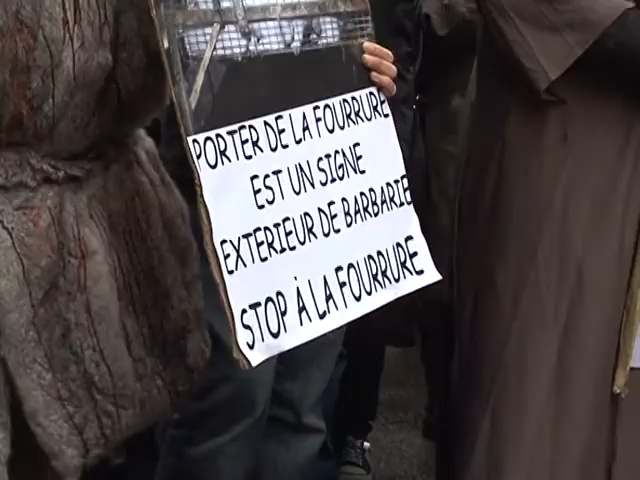 PORTER DE LA FOURRURE
EST UN SIGNE
EXTERIEUR DE BARBARIE
STOP À LA FOURRURE